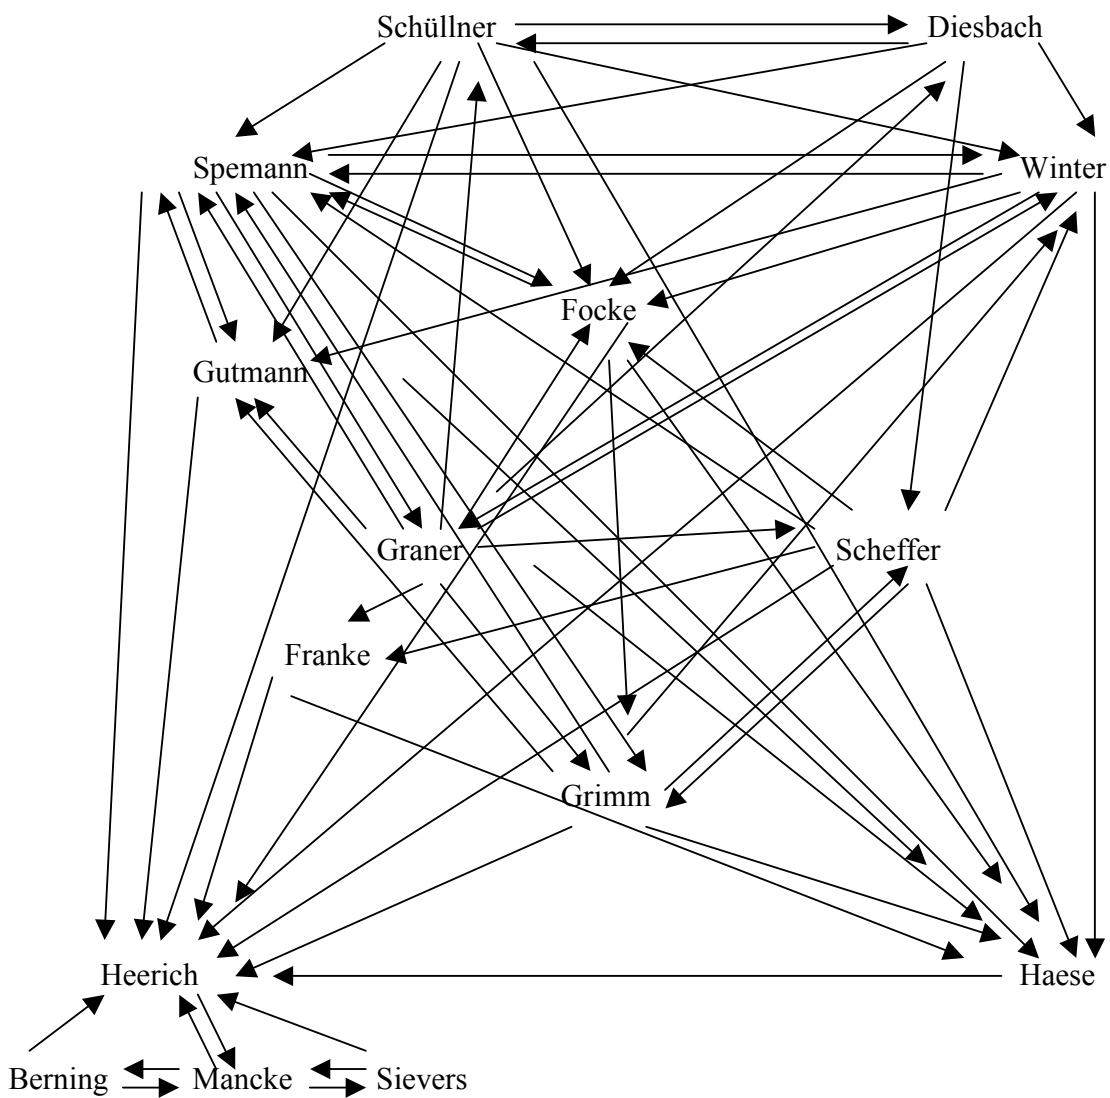 Schüllner Diesbach
Spemann Winter
Focke
Gutmann
Graner Scheffer
Franke
Grimm
Heerich Haese
Berning Mancke Sievers